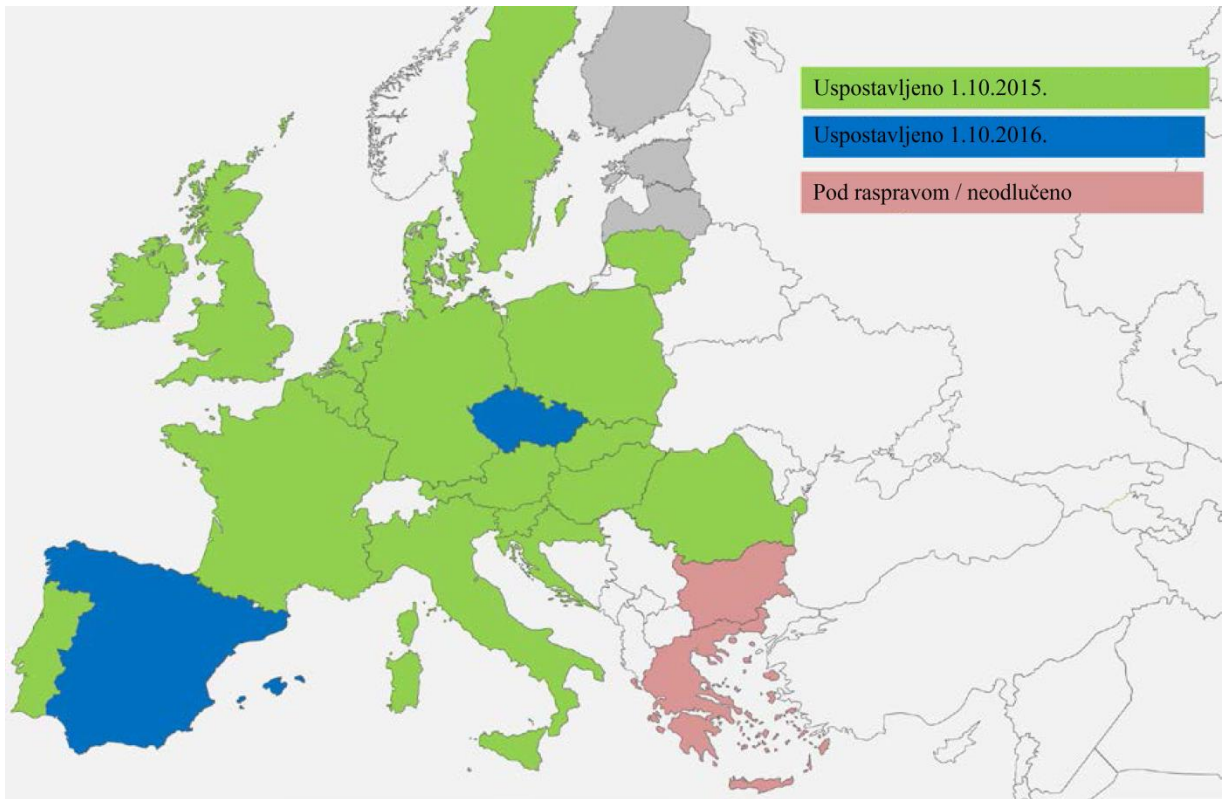 Uspostavljeno 1.10.2015.
Uspostavljeno 1.10.2016.
Pod raspravom / neodlučeno